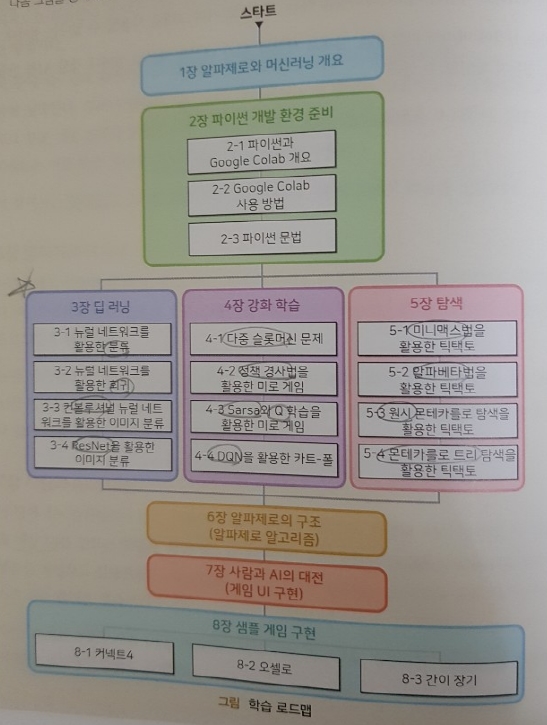 스타트
1장 알파제로와 머신러닝 개요
2장 파이썬 개발 환경 준비
2-1 파이썬과
Google Colab 개요
2-2 Google Colab
사용 방법
2-3 파이썬 문법
3장 딥 러닝
3-1 뉴럴 네트워크를
활용한 분류
3-2 뉴럴 네트워크를
활용한 회귀
3-3 컨볼루셔널 뉴럴 네트
워크를 활용한 이미지 분류
3-4 ResNet을 활용한
이미지 분류
4장 강화 학습
4-1 다중 슬롯머신 문제
4-2 정책 경사법을
활용한 미로 게임
4-3 Sarsa와 Q 학습을
활용한 미로 게임
4-4 DQN을 활용한 카트-폴
5장 탐색
5-1 미니맥스법을
활용한 틱택토
5-2 알파베타법을
활용한 틱택토
5-3 원시 몬테카를로 탐색을
활용한 틱택토
5-4 몬테카를로 트리 탐색을
활용한 틱택토
6장 알파제로의 구조
(알파제로 알고리즘)
7장 사람과 AI의 대전
(게임 UI 구현)
8장 샘플 게임 구현
8-1 커넥트4
8-2 오셀로
8-3 간이 장기
그림 학습 로드맵